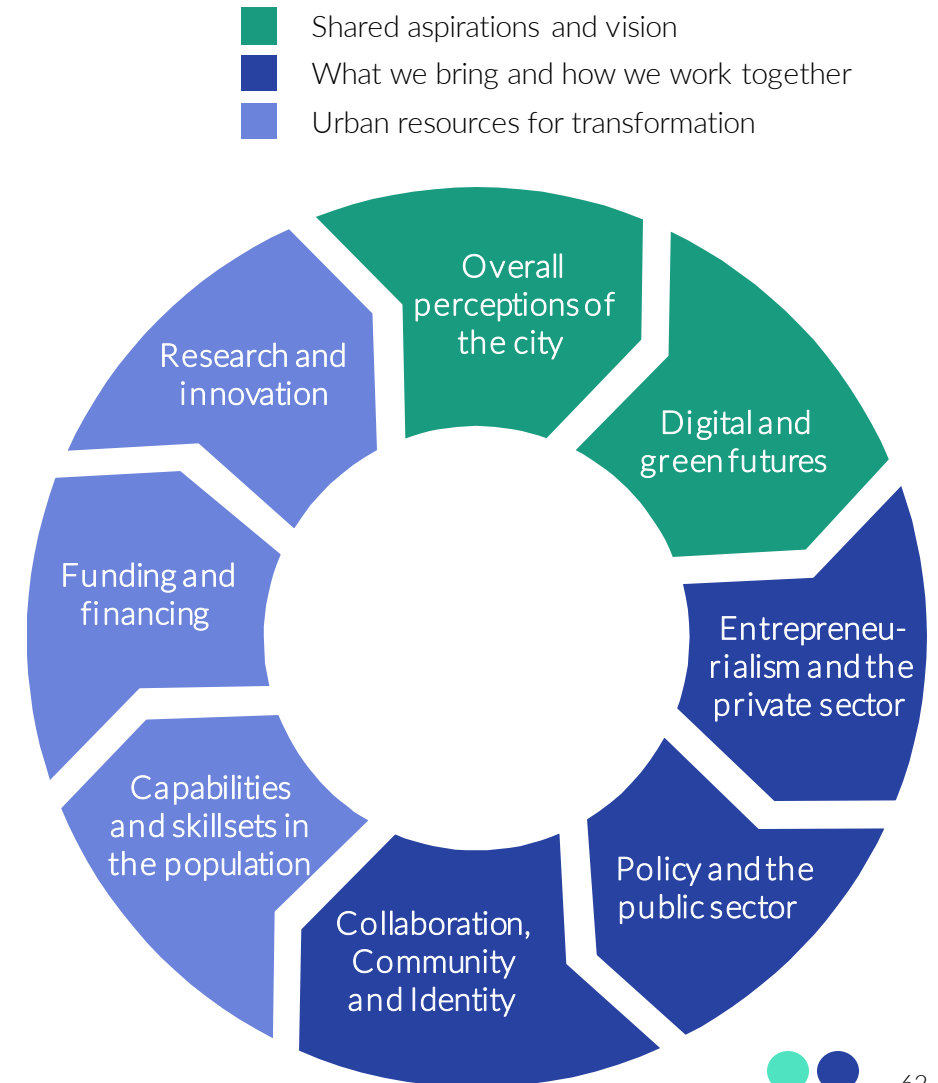 Shared aspirations and vision
What we bring and how we work together
Urban resources for transformation
Overall
perceptions of
the city
Digital and
green futures
Entrepreneu-
rialism and the
private sector
Policy and the
public sector
Collaboration,
Community
and Identity
Capabilities
and skillsets in
the population
Funding and
financing
Research and
innovation